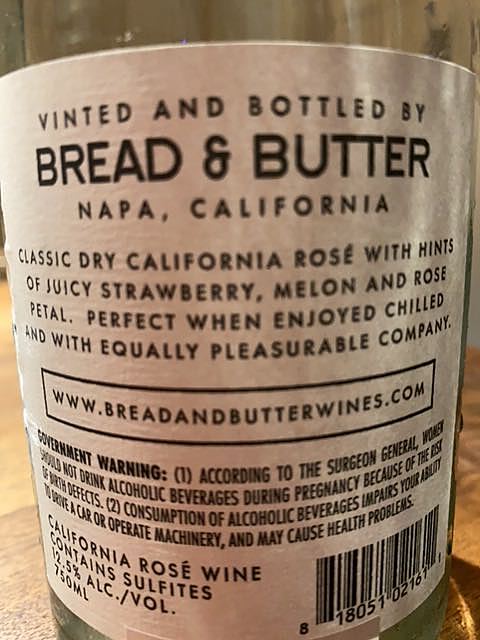 VINTED AND BOTTLED BY
BREAD & BUTTER
NAPA, CALIFORNIA
CLASSIC DRY CALIFORNIA ROSÉ WITH HINTS
OF JUICY STRAWBERRY, MELON AND ROSE
PETAL. PERFECT WHEN ENJOYED CHILLED
AND WITH EQUALLY PLEASURABLE COMPANY.
WWW.BREADANDBUTTERWINES.COM
GOVERNMENT WARNING: (1) ACCORDING TO THE SURGEON GENERAL, WOMEN
SHOULD NOT DRINK ALCOHOLIC BEVERAGES DURING PREGNANCY BECAUSE OF THE RISK
OF BIRTH DEFECTS. (2) CONSUMPTION OF ALCOHOLIC BEVERAGES IMPAIRS YOUR ABILITY
TO DRIVE A CAR OR OPERATE MACHINERY, AND MAY CAUSE HEALTH PROBLEMS.
CALIFORNIA ROSÉ WINE
CONTAINS SULFITES
12.5% ALC./VOL.
750ML
8 18051 02161 1